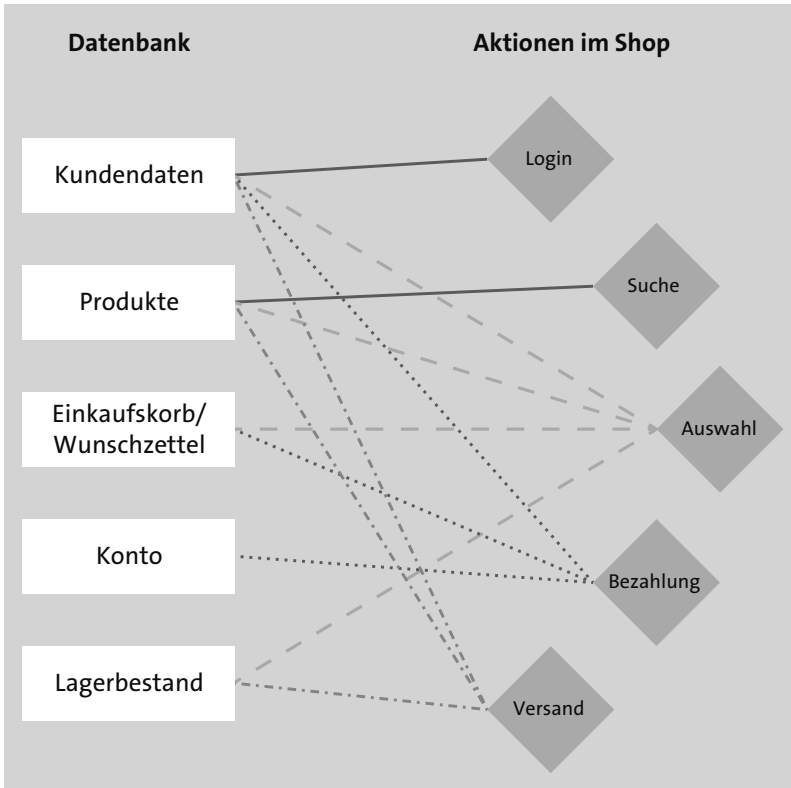 Datenbank
Aktionen im Shop
Kundendaten
Produkte
Einkaufskorb/
Wunschzettel
Konto
Lagerbestand
Login
Suche
Auswahl
Bezahlung
Versand